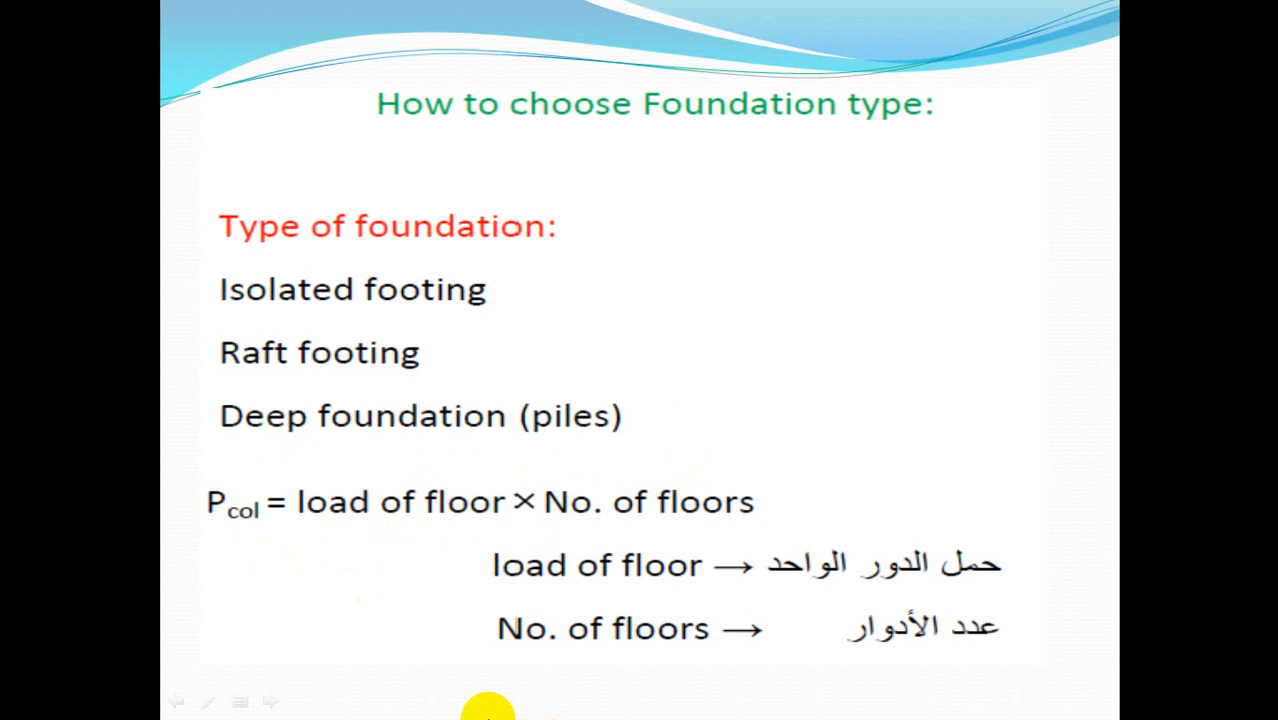 How to choose Foundation type:
Type of foundation:
Isolated footing
Raft footing
Deep foundation (piles)
Pcol = load of floor × No. of floors
load of floor → حمل الدور الواحد
No. of floors → عدد الأدوار